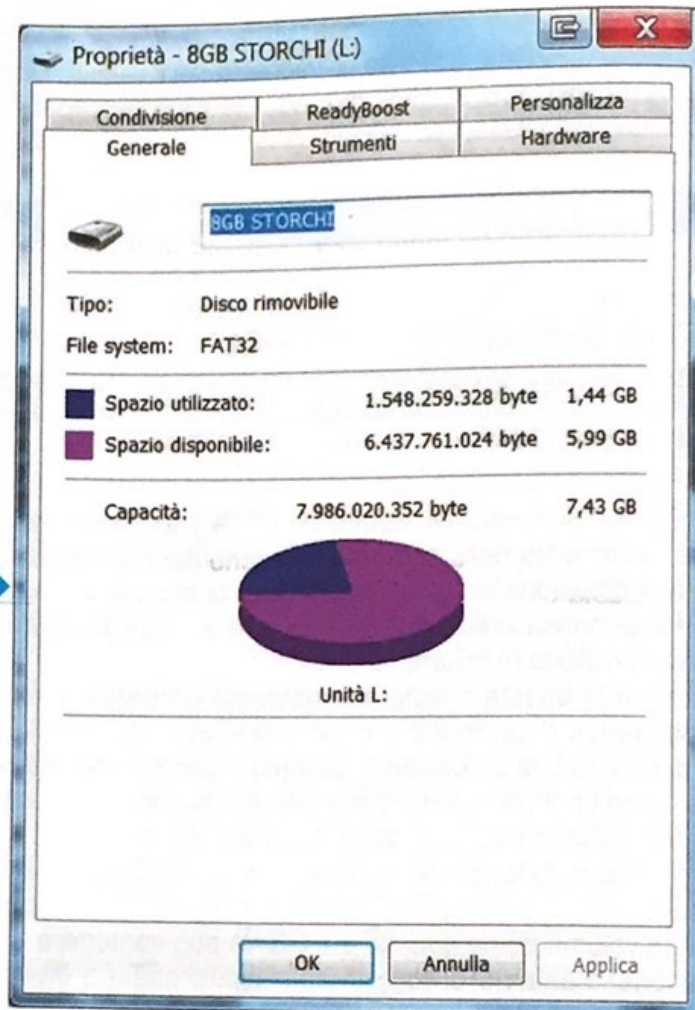 Proprietà - 8GB STORCHI (L:)
Condivisione ReadyBoost Personalizza
Generale Strumenti Hardware
8GB STORCHI
Tipo: Disco rimovibile
File system: FAT32
Spazio utilizzato: 1.548.259.328 byte 1,44 GB
Spazio disponibile: 6.437.761.024 byte 5,99 GB
Capacità: 7.986.020.352 byte 7,43 GB
Unità L:
OK Annulla Applica